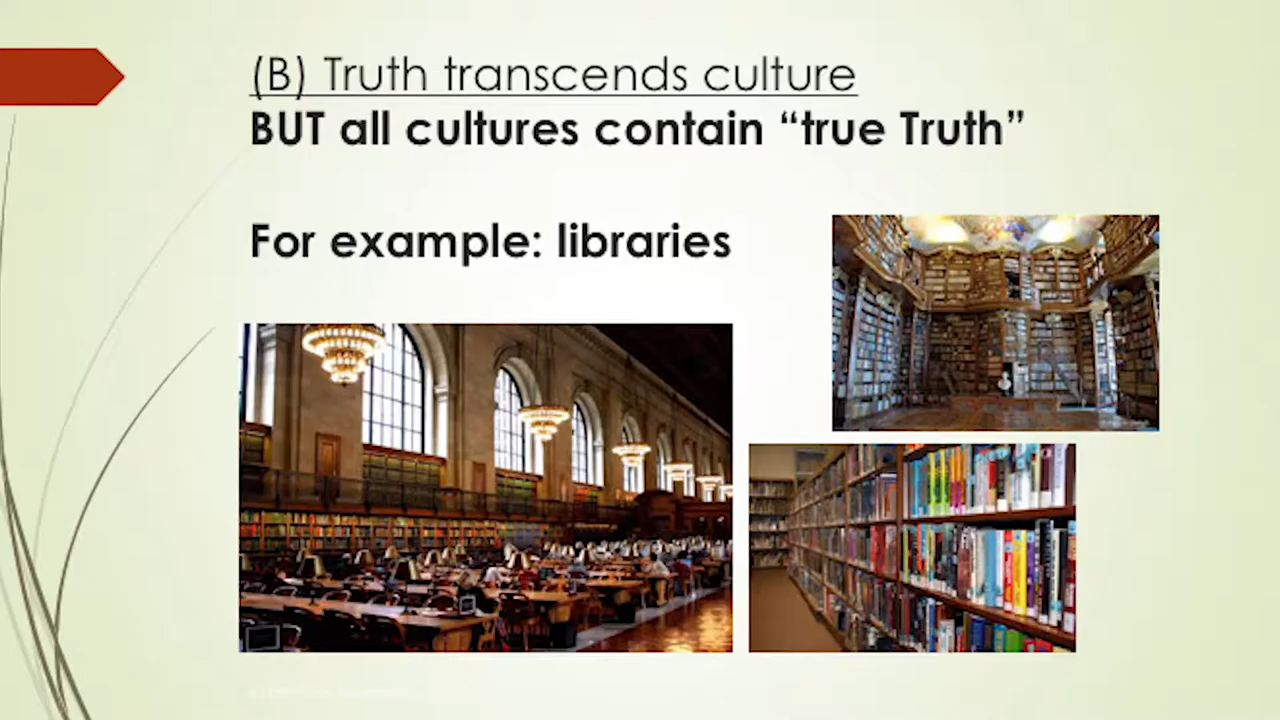 (B) Truth transcends culture
BUT all cultures contain “true Truth”
For example: libraries